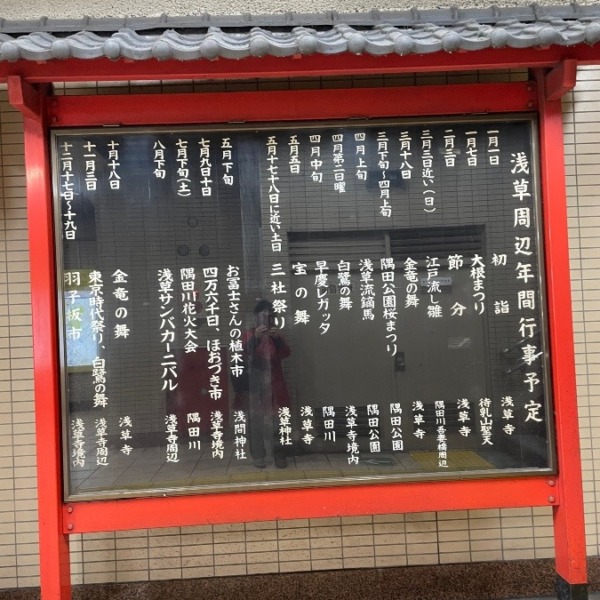 浅草周辺年間行事予定
一月一日 初詣 浅草寺
一月七日 大根まつり 待乳山聖天
二月三日 節分 浅草寺
三月三日近い(日) 江戸流し雛 隅田川吾妻橋周辺
三月十八日 金竜の舞 浅草寺
三月下旬〜四月上旬 隅田公園桜まつり 隅田公園
四月上旬 浅草流鏑馬 隅田公園
四月第二日曜 白鷺の舞 浅草寺境内
四月中旬 早慶レガッタ 隅田川
五月五日 宝の舞 浅草寺
五月十七十八日に近い土日 三社祭り 浅草神社
五月下旬 お富士さんの植木市 浅間神社
七月九日十日 四万六千日、ほおづき市 浅草寺境内
七月下旬(土) 隅田川花火大会 隅田川
八月下旬 浅草サンバカーニバル 浅草寺周辺
十月十八日 金竜の舞 浅草寺
十一月三日 東京時代祭り、白鷺の舞 浅草寺周辺
十二月十七日〜十九日 羽子板市 浅草寺境内